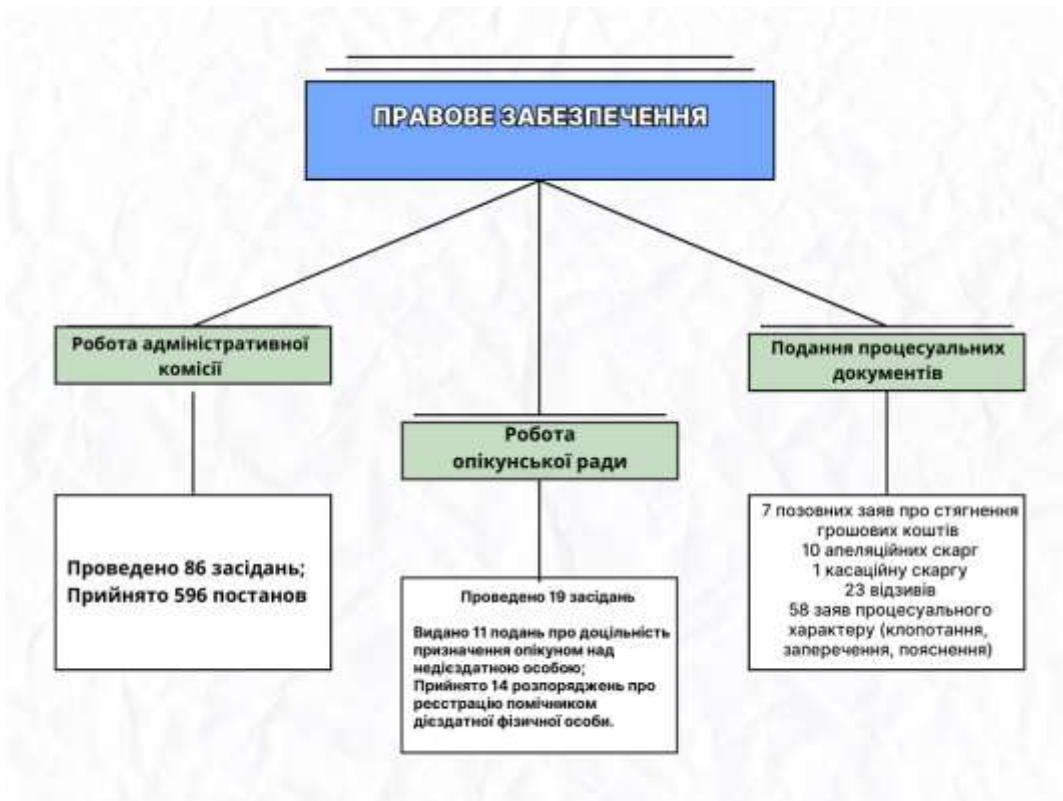 ПРАВОВЕ ЗАБЕЗПЕЧЕННЯ
Робота адміністративної
комісії
Проведено 86 засідань;
Прийнято 596 постанов
Робота
опікунської ради
Проведено 19 засідань
Видано 11 подань про доцільність
призначення опікуном над
недієздатною особою;
Прийнято 14 розпоряджень про
реєстрацію помічником
дієздатної фізичної особи.
Подання процесуальних
документів
7 позовних заяв про стягнення
грошових коштів
10 апеляційних скарг
1 касаційну скаргу
23 відзивів
58 заяв процесуального
характеру (клопотання,
заперечення, пояснення)